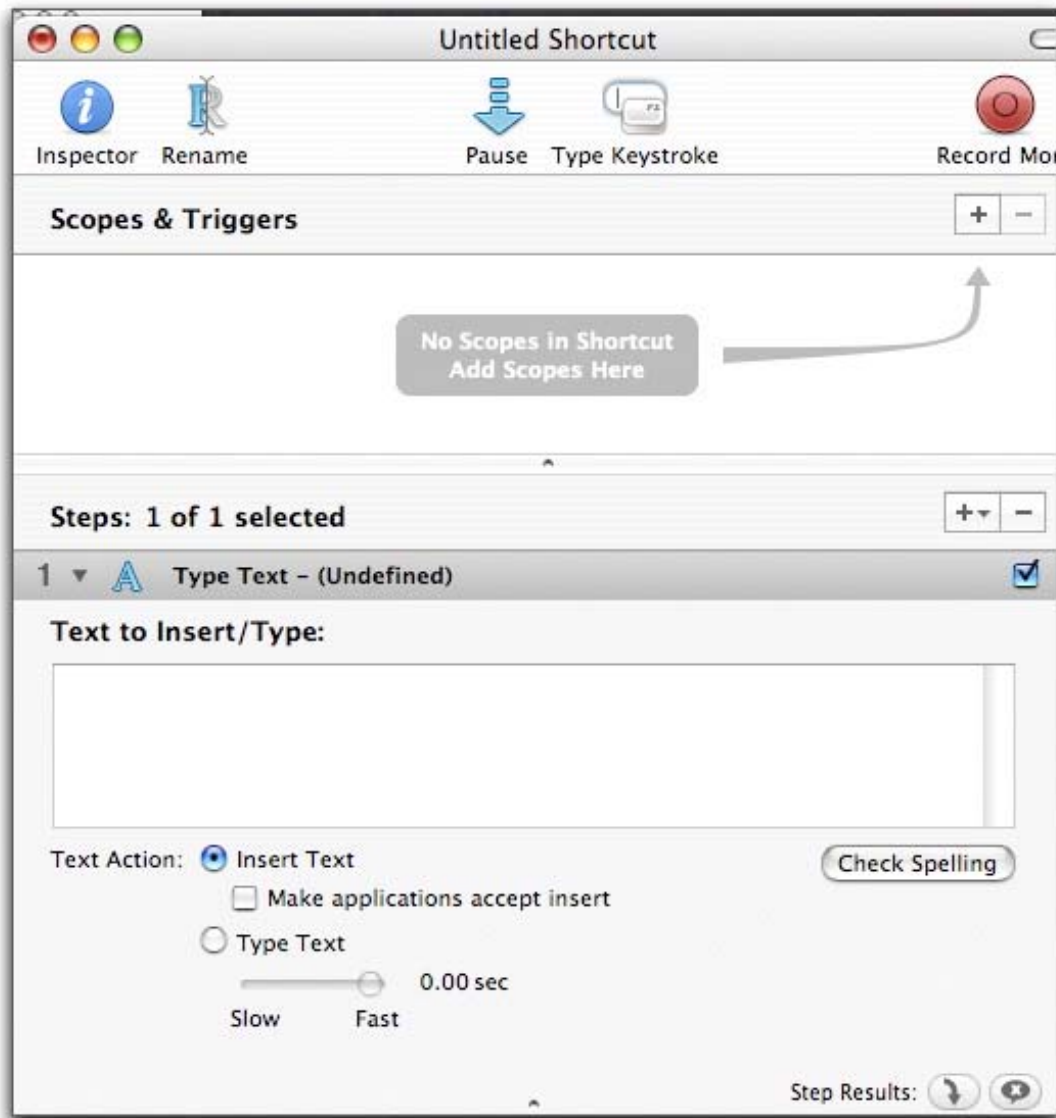 Untitled Shortcut
Inspector Rename Pause Type Keystroke Record Mor
Scopes & Triggers
No Scopes in Shortcut
Add Scopes Here
Steps: 1 of 1 selected
1 Type Text - (Undefined)
Text to Insert/Type:
Text Action: Insert Text Check Spelling
Make applications accept insert
Type Text
0.00 sec
Slow Fast
Step Results: